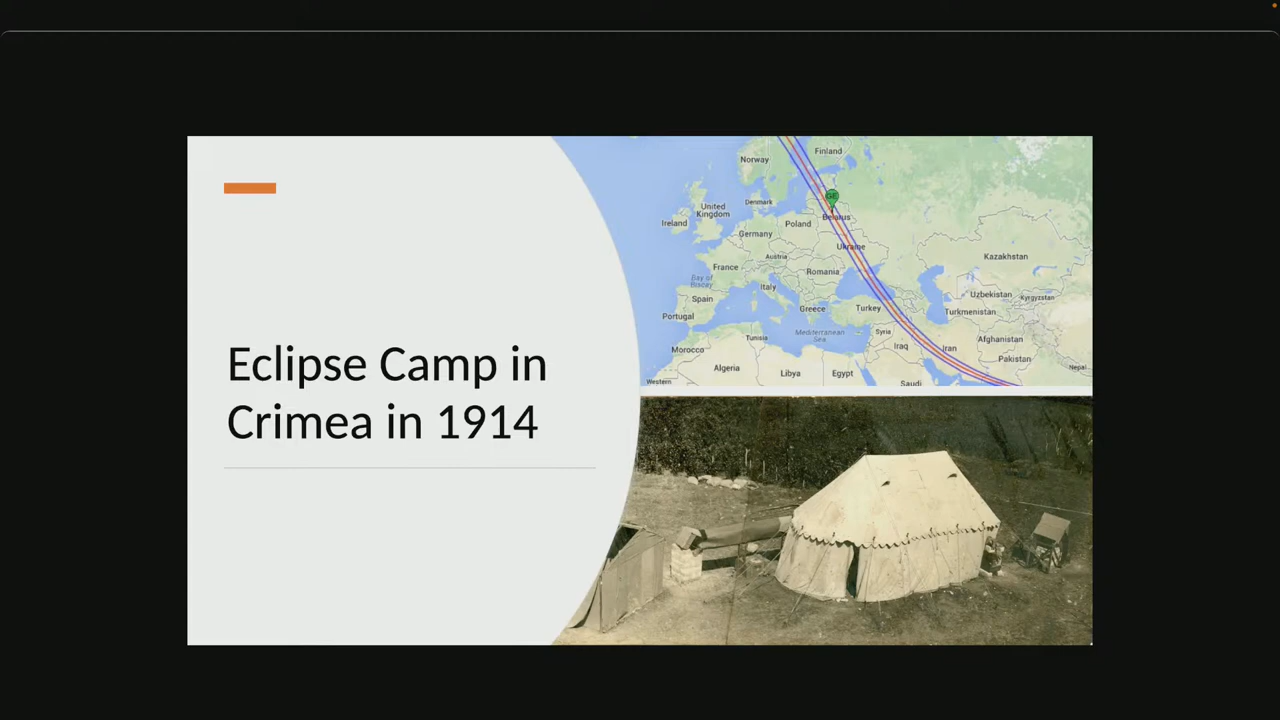 Eclipse Camp in
Crimea in 1914
Norway
Finland
United
Kingdom
Denmark
Ireland
Belarus
Poland
Germany
Ukraine
Austria
Kazakhstan
France
Romania
Bay of
Biscay
Italy
Uzbekistan
Kyrgyzstan
Spain
Greece
Turkey
Turkmenistan
Portugal
Mediterranean
Sea
Syria
Tunisia
Afghanistan
Morocco
Iraq
Iran
Pakistan
Algeria
Libya
Egypt
Nepal
Western
Saudi